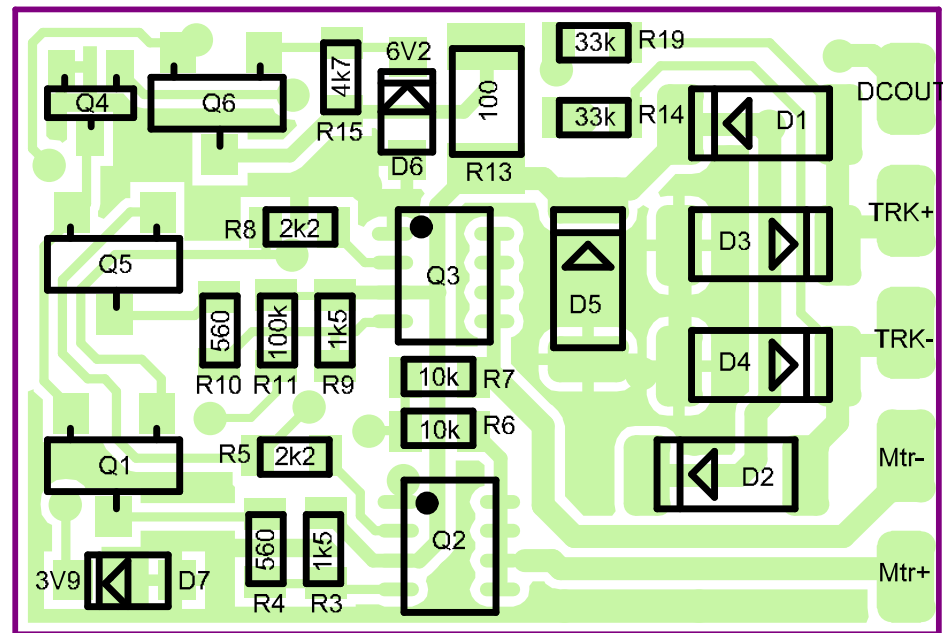 6V2
33k R19
Q4
Q6
4k7
100
DCOUT
33k R14
D1
R15
D6
R13
TRK+
R8 2k2
D3
Q5
Q3
D5
560
100k
1k5
TRK-
D4
R10 R11 R9
10k R7
10k R6
R5 2k2
Q1
Mtr-
D2
560
1k5
Q2
3V9 D7
Mtr+
R4 R3